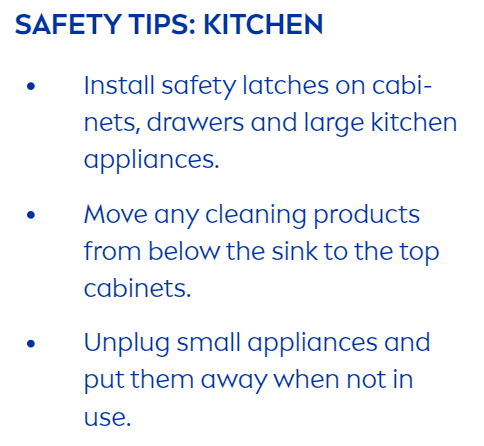 SAFETY TIPS: KITCHEN
• Install safety latches on cabi-
nets, drawers and large kitchen
appliances.
• Move any cleaning products
from below the sink to the top
cabinets.
• Unplug small appliances and
put them away when not in
use.